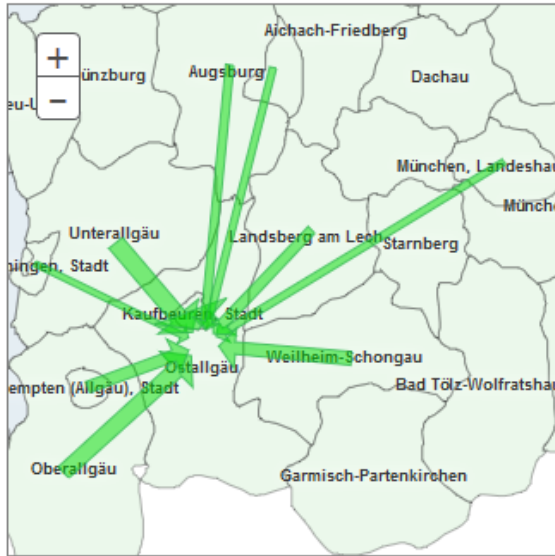 Aichach-Friedberg
+
ünzburg
Augsburg
Dachau
−
eu-U
München, Landeshau
Münche
Unterallgäu
Landsberg am Lech
Starnberg
ningen, Stadt
Kaufbeuren, Stadt
Weilheim-Schongau
Ostallgäu
empten (Allgäu), Stadt
Bad Tölz-Wolfratshau
Oberallgäu
Garmisch-Partenkirchen